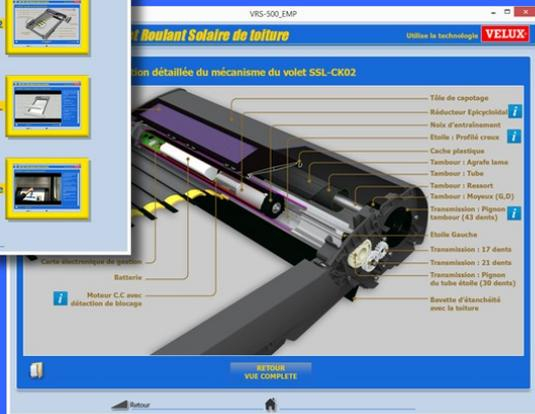 VRS-500_EMP
et Roulant Solaire de toiture
Utilise la technologie VELUX
tion détaillée du mécanisme du volet SSL-CK02
Tôle de capotage
Réducteur Epicycloïdal
Noix d'entraînement
Etoile : Profilé creux
Cache plastique
Tambour : Agrafe lame
Tambour : Tube
Tambour : Ressort
Tambour : Moyeux (G,D)
Transmission : Pignon
tambour (43 dents)
Etoile Gauche
Transmission : 17 dents
Transmission : 21 dents
Transmission : Pignon
du tube étoile (30 dents)
Bavette d'étanchéité
avec la toiture
Carte électronique de gestion
Batterie
Moteur C.C avec
détection de blocage
RETOUR
VUE COMPLETE
Retour